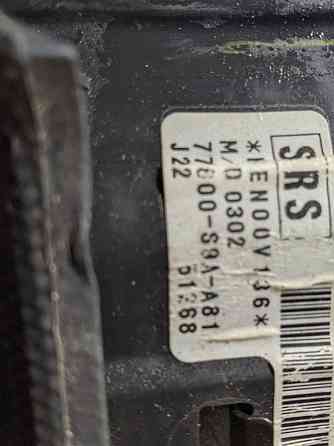 SRS
*IEN00V136*
M/D 0302
77800-S9A-A81
J22 51268